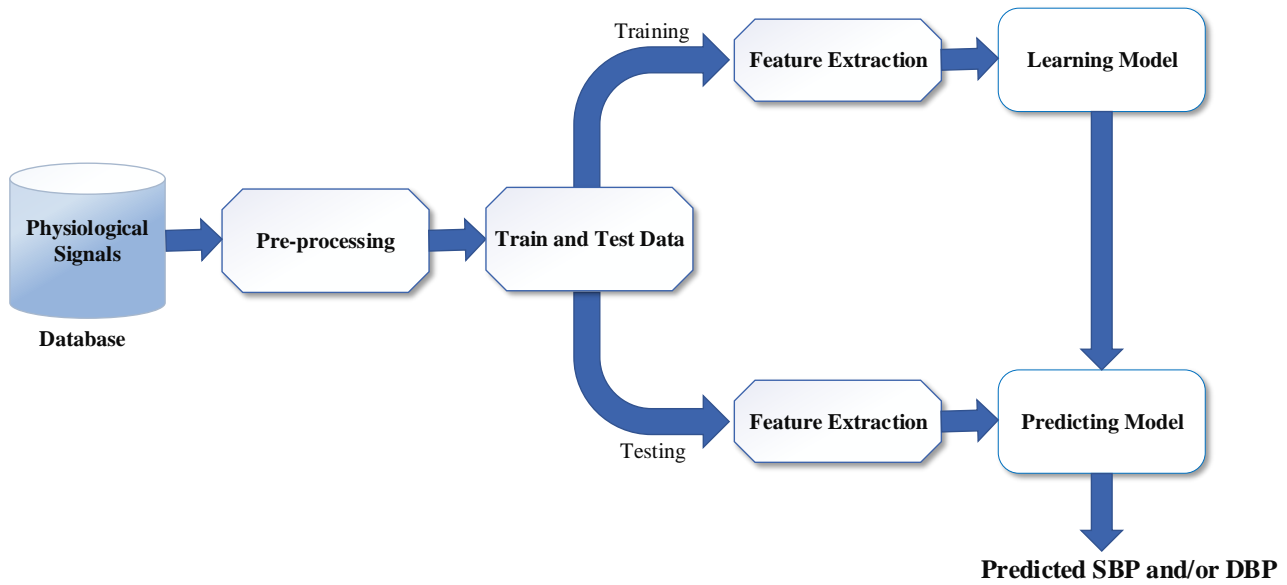 Training
Feature Extraction
Learning Model
Physiological
Signals
Pre-processing
Train and Test Data
Database
Feature Extraction
Predicting Model
Testing
Predicted SBP and/or DBP